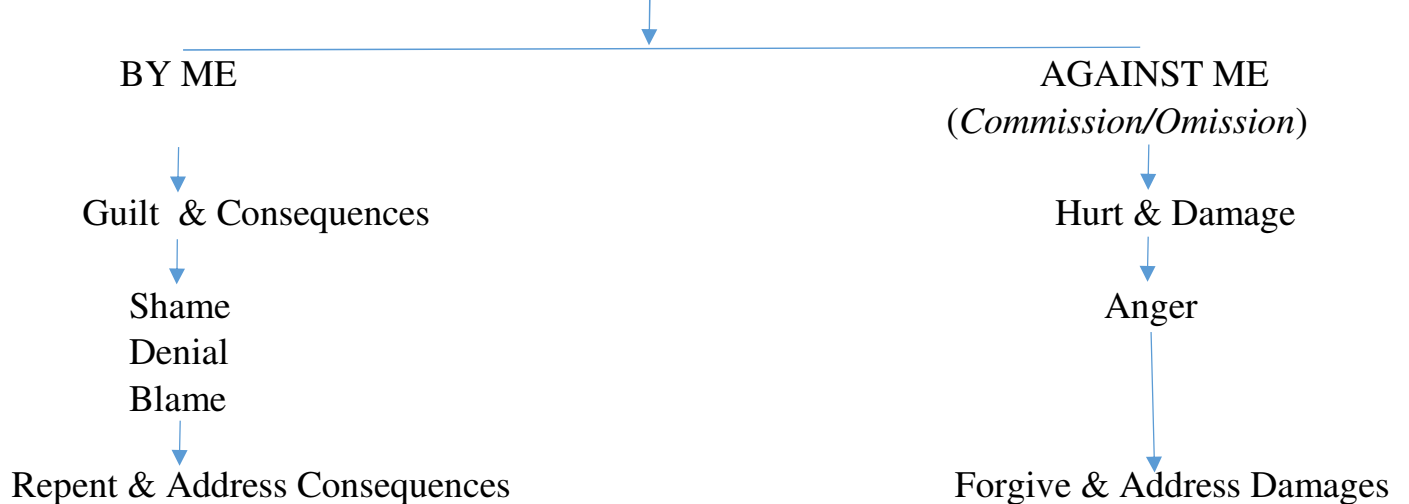 BY ME
AGAINST ME
(Commission/Omission)
Guilt & Consequences
Hurt & Damage
Shame
Anger
Denial
Blame
Repent & Address Consequences
Forgive & Address Damages